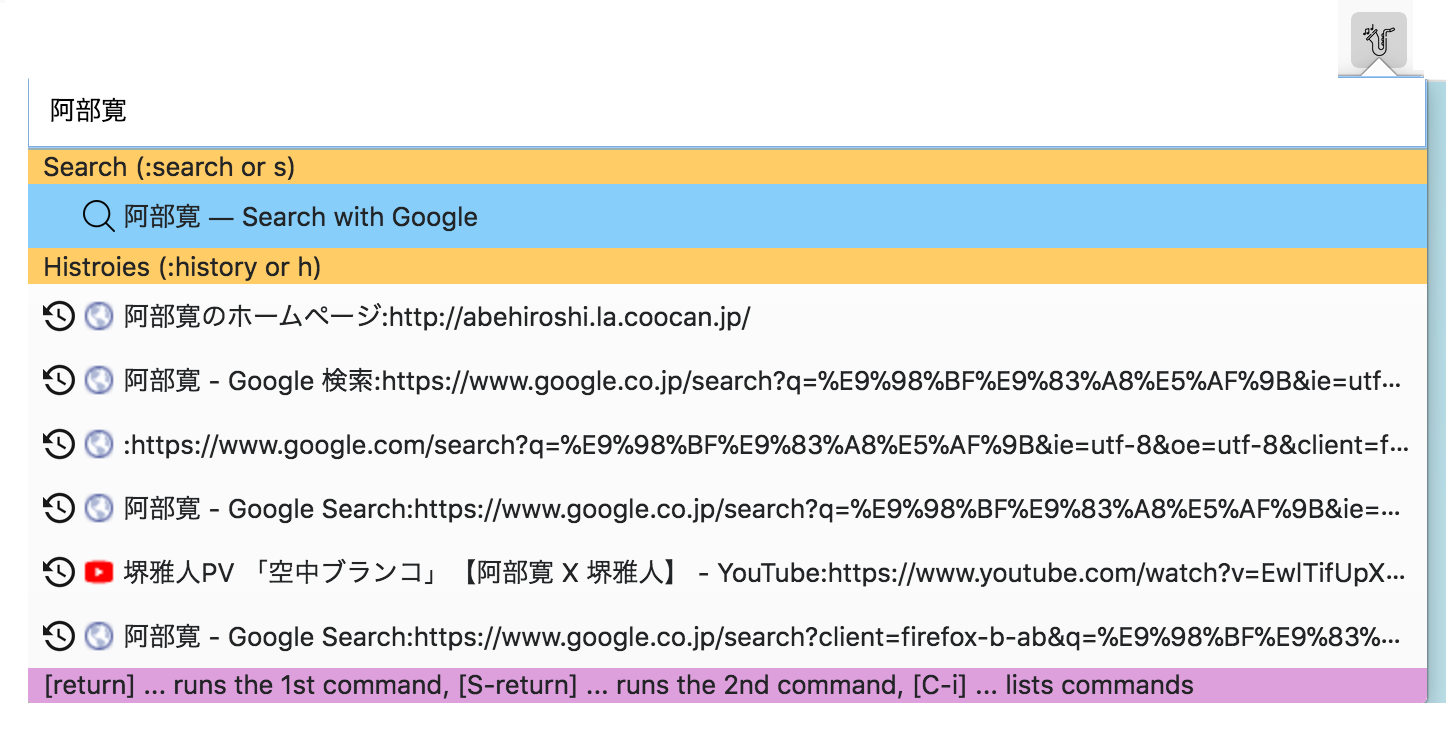 阿部寛
Search (:search or s)
阿部寛 — Search with Google
Histroies (:history or h)
阿部寛のホームページ:http://abehiroshi.la.coocan.jp/
阿部寛 - Google 検索:https://www.google.co.jp/search?q=%E9%98%BF%E9%83%A8%E5%AF%9B&ie=utf…
:https://www.google.com/search?q=%E9%98%BF%E9%83%A8%E5%AF%9B&ie=utf-8&oe=utf-8&client=f…
阿部寛 - Google Search:https://www.google.co.jp/search?q=%E9%98%BF%E9%83%A8%E5%AF%9B&ie=…
堺雅人PV 「空中ブランコ」 【阿部寛 X 堺雅人】 - YouTube:https://www.youtube.com/watch?v=EwlTifUpX…
阿部寛 - Google Search:https://www.google.co.jp/search?client=firefox-b-ab&q=%E9%98%BF%E9%83%…
[return] ... runs the 1st command, [S-return] ... runs the 2nd command, [C-i] ... lists commands